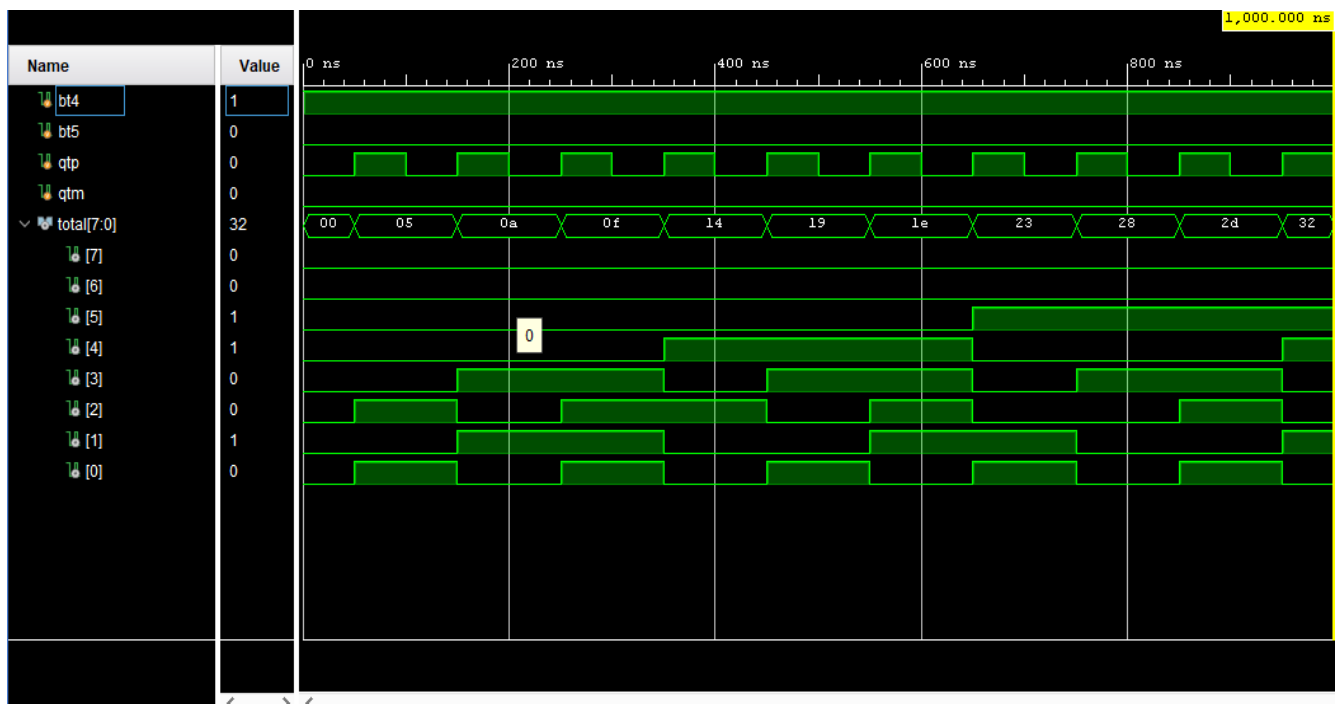 1,000.000 ns
Name Value 0 ns 200 ns 400 ns 600 ns 800 ns
bt4 1
bt5 0
qtp 0
qtm 0
total[7:0] 32 00 05 0a 0f 14 19 1e 23 28 2d 32
[7] 0
[6] 0
[5] 1
0
[4] 1
[3] 0
[2] 0
[1] 1
[0] 0